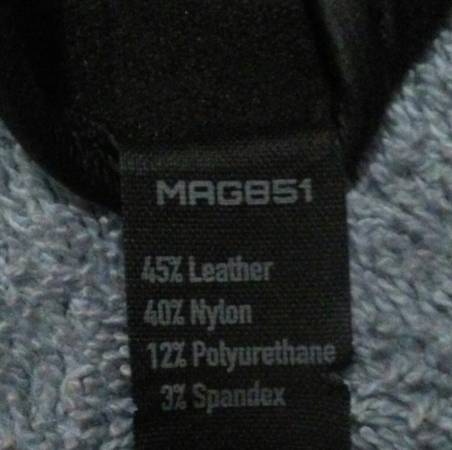 MAG851
45% Leather
40% Nylon
12% Polyurethane
3% Spandex